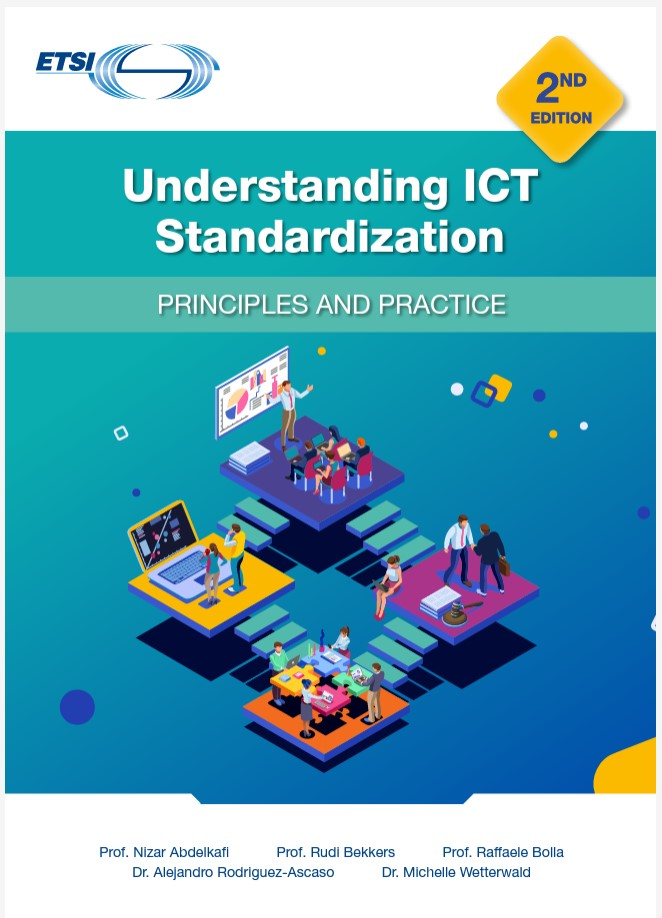 ETSI
2ND
EDITION
Understanding ICT
Standardization
PRINCIPLES AND PRACTICE
Prof. Nizar Abdelkafi Prof. Rudi Bekkers Prof. Raffaele Bolla
Dr. Alejandro Rodriguez-Ascaso Dr. Michelle Wetterwald